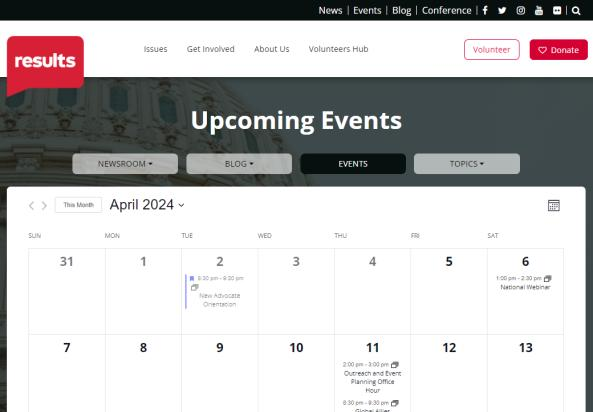 News | Events | Blog | Conference
results
Issues Get Involved About Us Volunteers Hub Volunteer Donate
Upcoming Events
NEWSROOM BLOG EVENTS TOPICS
This Month April 2024
SUN MON TUE WED THU FRI SAT
31 1 2 3 4 5 6
8:30 pm - 9:30 pm
New Advocate
Orientation
1:00 pm - 2:30 pm
National Webinar
7 8 9 10 11 12 13
2:00 pm - 3:00 pm
Outreach and Event
Planning Office
Hour
8:30 pm - 9:30 pm
Global Allies